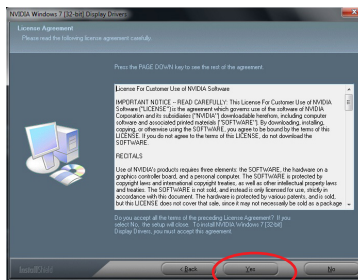 NVIDIA Windows 7 [32-bit] Display Drivers
License Agreement
Please read the following license agreement carefully.
Press the PAGE DOWN key to see the rest of the agreement.
License For Customer Use of NVIDIA Software
IMPORTANT NOTICE -- READ CAREFULLY: This License For Customer Use of NVIDIA
Software ("LICENSE") is the agreement which governs use of the software of NVIDIA
Corporation and its subsidiaries ("NVIDIA") downloadable herefrom, including computer
software and associated printed materials ("SOFTWARE"). By downloading, installing,
copying, or otherwise using the SOFTWARE, you agree to be bound by the terms of this
LICENSE. If you do not agree to the terms of this LICENSE, do not download the
SOFTWARE.
RECITALS
Use of NVIDIA's products requires three elements: the SOFTWARE, the hardware on a
graphics controller board, and a personal computer. The SOFTWARE is protected by
copyright laws and international copyright treaties, as well as other intellectual property laws
and treaties. The SOFTWARE is not sold, and instead is only licensed for use, strictly in
accordance with this document. The hardware is protected by various patents, and is sold,
but this LICENSE does not cover that sale, since it may not necessarily be sold as a package
Do you accept all the terms of the preceding License Agreement? If you
select No, the setup will close. To install NVIDIA Windows 7 [32-bit]
Display Drivers, you must accept this agreement.
InstallShield
< Back
Yes
No